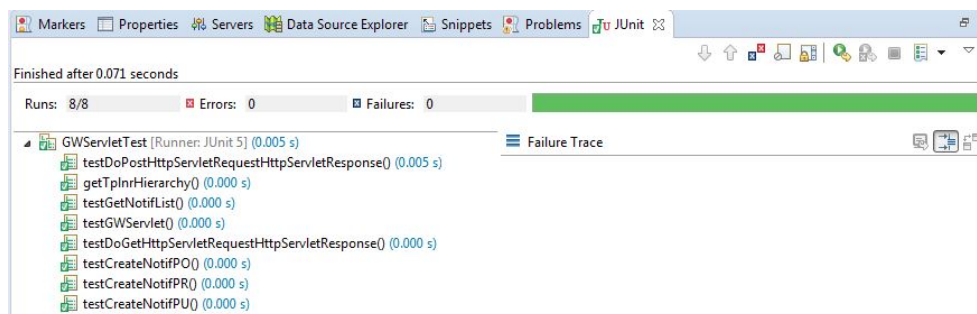 Markers Properties Servers Data Source Explorer Snippets Problems JUnit
Finished after 0.071 seconds
Runs: 8/8 Errors: 0 Failures: 0
GWServletTest [Runner: JUnit 5] (0.005 s)
Failure Trace
testDoPostHttpServletRequestHttpServletResponse() (0.005 s)
getTplnrHierarchy() (0.000 s)
testGetNotifList() (0.000 s)
testGWServlet() (0.000 s)
testDoGetHttpServletRequestHttpServletResponse() (0.000 s)
testCreateNotifPO() (0.000 s)
testCreateNotifPR() (0.000 s)
testCreateNotifPU() (0.000 s)